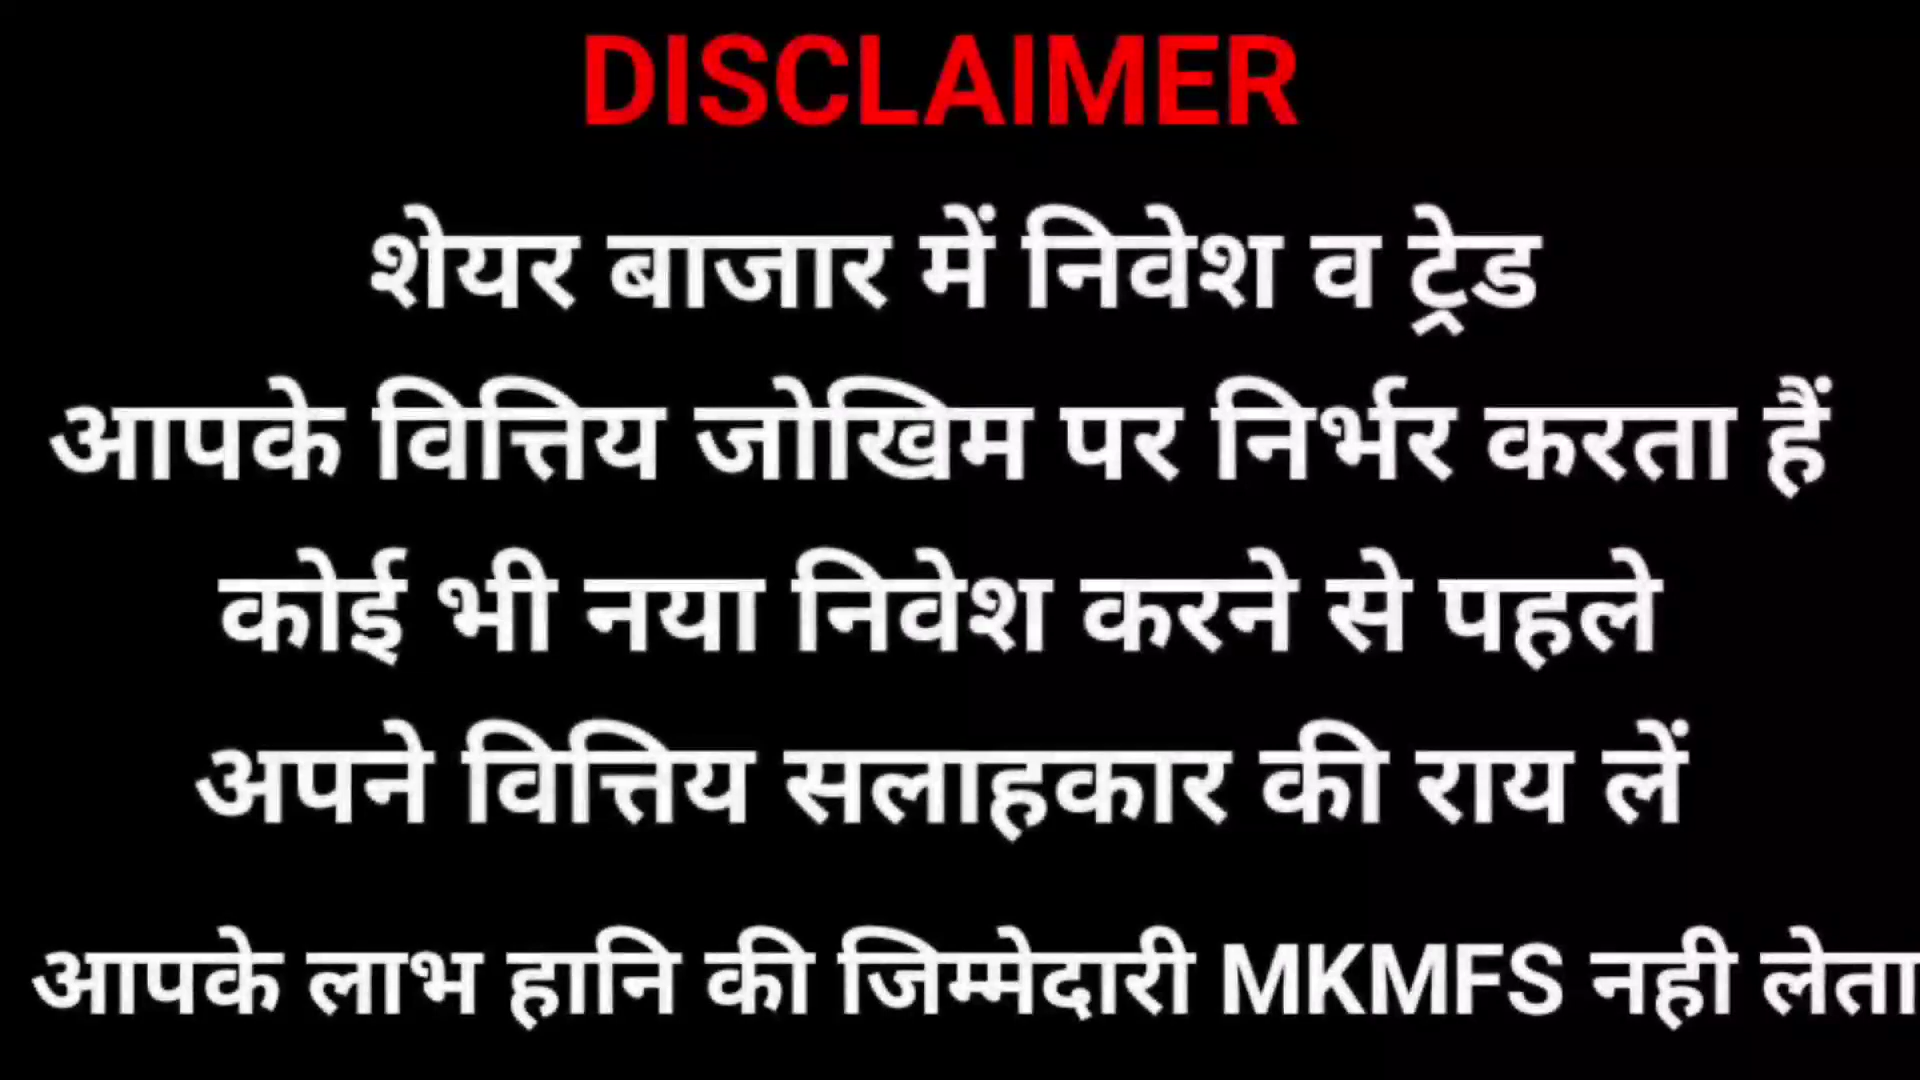 DISCLAIMER
शेयर बाजार में निवेश व ट्रेड
आपके वित्तिय जोखिम पर निर्भर करता हैं
कोई भी नया निवेश करने से पहले
अपने वित्तिय सलाहकार की राय लें
आपके लाभ हानि की जिम्मेदारी MKMFS नही लेता